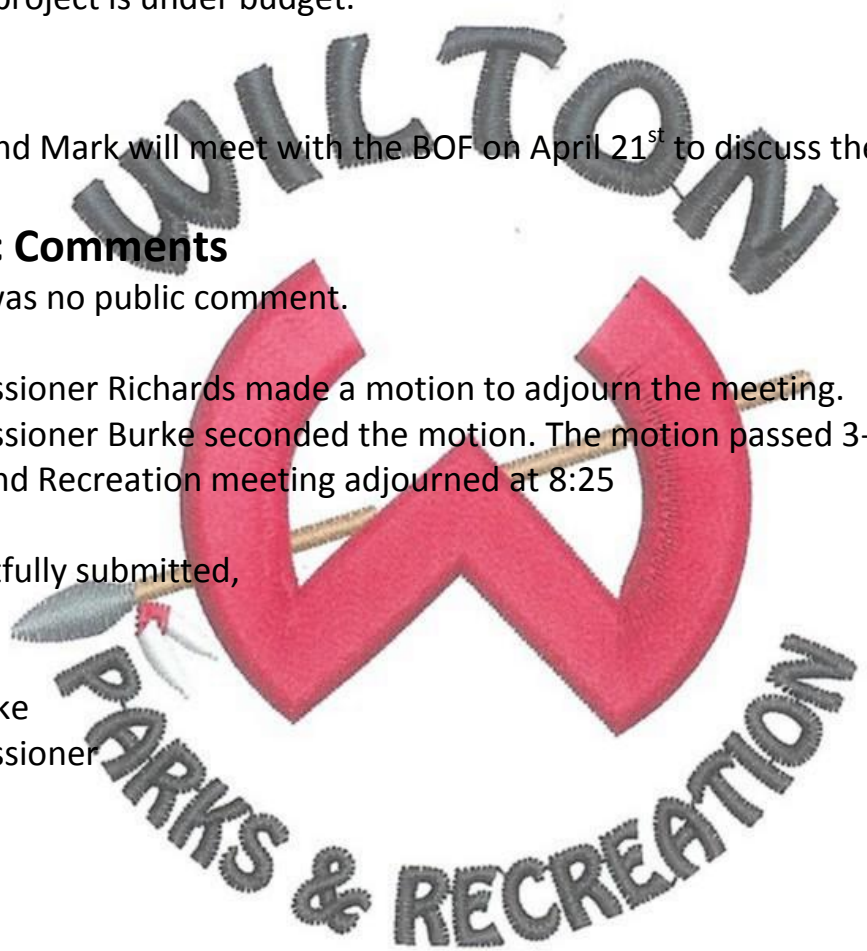 project is under budget.
WILTON
nd Mark will meet with the BOF on April 21st to discuss the
: Comments
was no public comment.
ssioner Richards made a motion to adjourn the meeting.
ssioner Burke seconded the motion. The motion passed 3-
nd Recreation meeting adjourned at 8:25
tfully submitted,
ke
ssioner
PARKS & RECREATION